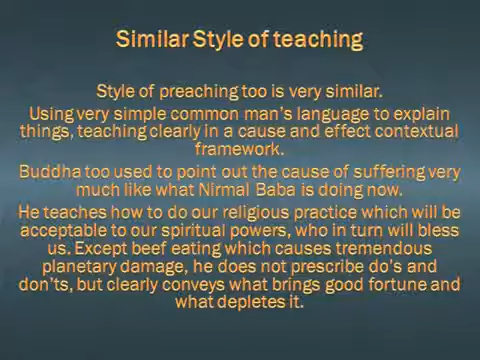 Similar Style of teaching
Style of preaching too is very similar.
Using very simple common man's language to explain
things, teaching clearly in a cause and effect contextual
framework.
Buddha too used to point out the cause of suffering very
much like what Nirmal Baba is doing now.
He teaches how to do our religious practice which will be
acceptable to our spiritual powers, who in turn will bless
us. Except beef eating which causes tremendous
planetary damage, he does not prescribe do's and
don'ts, but clearly conveys what brings good fortune and
what depletes it.